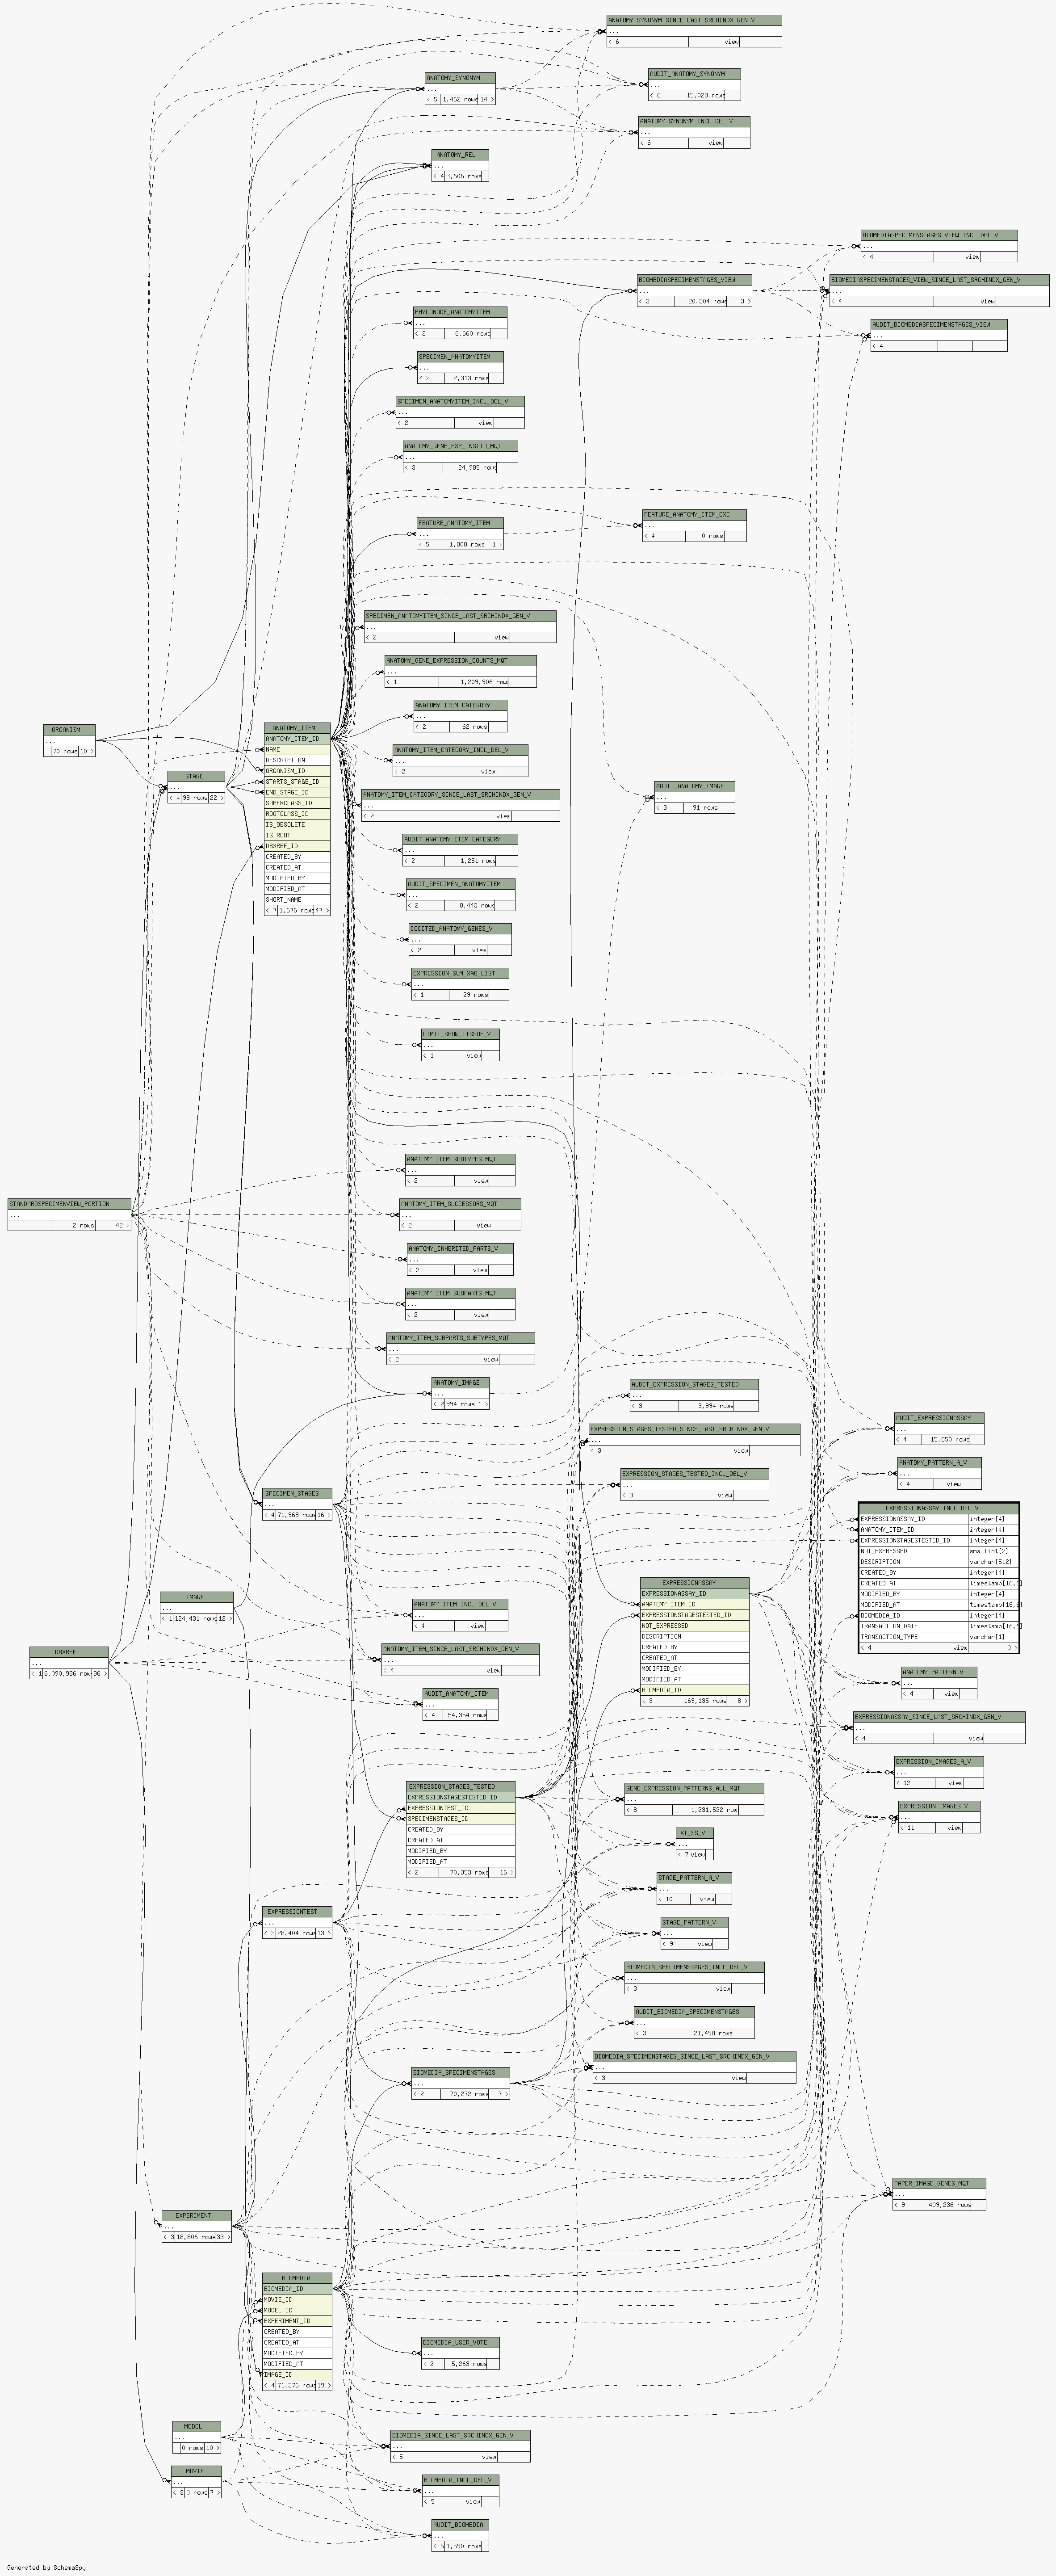 ANATOMY_SYNONYM_SINCE_LAST_SRCHINDX_GEN_V
...
< 6 view
AUDIT_ANATOMY_SYNONYM
...
< 6 15,028 rows
ANATOMY_SYNONYM
...
< 5 1,462 rows 14 >
ANATOMY_SYNONYM_INCL_DEL_V
...
< 6 view
ANATOMY_REL
...
< 4 3,606 rows
BIOMEDIASPECIMENSTAGES_VIEW_INCL_DEL_V
...
< 4 view
BIOMEDIASPECIMENSTAGES_VIEW
...
< 3 20,304 rows 3 >
BIOMEDIASPECIMENSTAGES_VIEW_SINCE_LAST_SRCHINDX_GEN_V
...
< 4 view
PHYLONODE_ANATOMYITEM
...
< 2 6,660 rows
AUDIT_BIOMEDIASPECIMENSTAGES_VIEW
...
< 4
SPECIMEN_ANATOMYITEM
...
< 2 2,313 rows
SPECIMEN_ANATOMYITEM_INCL_DEL_V
...
< 2 view
ANATOMY_GENE_EXP_INSITU_MQT
...
< 3 24,985 rows
FEATURE_ANATOMY_ITEM
...
< 5 1,808 rows 1 >
FEATURE_ANATOMY_ITEM_EXC
...
< 4 0 rows
SPECIMEN_ANATOMYITEM_SINCE_LAST_SRCHINDX_GEN_V
...
< 2 view
ANATOMY_GENE_EXPRESSION_COUNTS_MQT
...
< 1 1,209,906 row
ANATOMY_ITEM_CATEGORY
...
< 2 62 rows
ORGANISM
...
70 rows 10 >
STAGE
...
< 4 98 rows 22 >
ANATOMY_ITEM
ANATOMY_ITEM_ID
NAME
DESCRIPTION
ORGANISM_ID
STARTS_STAGE_ID
END_STAGE_ID
SUPERCLASS_ID
ROOTCLASS_ID
IS_OBSOLETE
IS_ROOT
DBXREF_ID
CREATED_BY
CREATED_AT
MODIFIED_BY
MODIFIED_AT
SHORT_NAME
< 7 1,676 rows 47 >
ANATOMY_ITEM_CATEGORY_INCL_DEL_V
...
< 2 view
ANATOMY_ITEM_CATEGORY_SINCE_LAST_SRCHINDX_GEN_V
...
< 2 view
AUDIT_ANATOMY_IMAGE
...
< 3 91 rows
AUDIT_ANATOMY_ITEM_CATEGORY
...
< 2 1,251 rows
AUDIT_SPECIMEN_ANATOMYITEM
...
< 2 8,443 rows
COCITED_ANATOMY_GENES_V
...
< 2 view
EXPRESSION_SUM_XAO_LIST
...
< 1 29 rows
LIMIT_SHOW_TISSUE_V
...
< 1 view
ANATOMY_ITEM_SUBTYPES_MQT
...
< 2 view
STANDARDSPECIMENVIEW_PORTION
...
2 rows 42 >
ANATOMY_ITEM_SUCCESSORS_MQT
...
< 2 view
ANATOMY_INHERITED_PARTS_V
...
< 2 view
ANATOMY_ITEM_SUBPARTS_MQT
...
< 2 view
ANATOMY_ITEM_SUBPARTS_SUBTYPES_MQT
...
< 2 view
ANATOMY_IMAGE
...
< 2 994 rows 1 >
AUDIT_EXPRESSION_STAGES_TESTED
...
< 3 3,994 rows
EXPRESSION_STAGES_TESTED_SINCE_LAST_SRCHINDX_GEN_V
...
< 3 view
AUDIT_EXPRESSIONASSAY
...
< 4 15,650 rows
EXPRESSION_STAGES_TESTED_INCL_DEL_V
...
< 3 view
ANATOMY_PATTERN_A_V
...
< 4 view
SPECIMEN_STAGES
...
< 4 71,968 rows 16 >
EXPRESSIONASSAY_INCL_DEL_V
EXPRESSIONASSAY_ID integer[4]
ANATOMY_ITEM_ID integer[4]
EXPRESSIONSTAGESTESTED_ID integer[4]
NOT_EXPRESSED smallint[2]
DESCRIPTION varchar[512]
CREATED_BY integer[4]
CREATED_AT timestamp[16,6]
MODIFIED_BY integer[4]
MODIFIED_AT timestamp[16,6]
BIOMEDIA_ID integer[4]
TRANSACTION_DATE timestamp[16,6]
TRANSACTION_TYPE varchar[1]
< 4 view 0 >
EXPRESSIONASSAY
EXPRESSIONASSAY_ID
ANATOMY_ITEM_ID
EXPRESSIONSTAGESTESTED_ID
NOT_EXPRESSED
DESCRIPTION
CREATED_BY
CREATED_AT
MODIFIED_BY
MODIFIED_AT
BIOMEDIA_ID
< 3 169,135 rows 8 >
IMAGE
...
< 1 124,431 rows 12 >
ANATOMY_ITEM_INCL_DEL_V
...
< 4 view
DBXREF
...
< 1 6,090,986 row 96 >
ANATOMY_ITEM_SINCE_LAST_SRCHINDX_GEN_V
...
< 4 view
AUDIT_ANATOMY_ITEM
...
< 4 54,354 rows
ANATOMY_PATTERN_V
...
< 4 view
EXPRESSIONASSAY_SINCE_LAST_SRCHINDX_GEN_V
...
< 4 view
EXPRESSION_IMAGES_A_V
...
< 12 view
EXPRESSION_IMAGES_V
...
< 11 view
EXPRESSION_STAGES_TESTED
EXPRESSIONSTAGESTESTED_ID
EXPRESSIONTEST_ID
SPECIMENSTAGES_ID
CREATED_BY
CREATED_AT
MODIFIED_BY
MODIFIED_AT
< 2 70,353 rows 16 >
GENE_EXPRESSION_PATTERNS_ALL_MQT
...
< 8 1,231,522 row
XT_SS_V
...
< 7 view
STAGE_PATTERN_A_V
...
< 10 view
EXPRESSIONTEST
...
< 3 28,404 rows 13 >
STAGE_PATTERN_V
...
< 9 view
BIOMEDIA_SPECIMENSTAGES_INCL_DEL_V
...
< 3 view
AUDIT_BIOMEDIA_SPECIMENSTAGES
...
< 3 21,498 rows
BIOMEDIA_SPECIMENSTAGES_SINCE_LAST_SRCHINDX_GEN_V
...
< 3 view
BIOMEDIA_SPECIMENSTAGES
...
< 2 70,272 rows 7 >
PAPER_IMAGE_GENES_MQT
...
< 9 409,236 rows
EXPERIMENT
...
< 3 18,806 rows 33 >
BIOMEDIA
BIOMEDIA_ID
MOVIE_ID
MODEL_ID
EXPERIMENT_ID
CREATED_BY
CREATED_AT
MODIFIED_BY
MODIFIED_AT
IMAGE_ID
< 4 71,376 rows 19 >
BIOMEDIA_USER_VOTE
...
< 2 5,263 rows
MODEL
...
0 rows 10 >
BIOMEDIA_SINCE_LAST_SRCHINDX_GEN_V
...
< 5 view
MOVIE
...
< 3 0 rows 7 >
BIOMEDIA_INCL_DEL_V
...
< 5 view
AUDIT_BIOMEDIA
...
< 5 1,590 rows
Generated by SchemaSpy